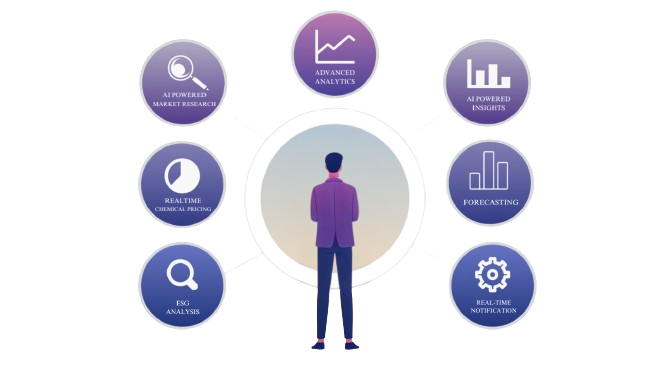 ADVANCED
ANALYTICS
AI POWERED
MARKET RESEARCH
AI POWERED
INSIGHTS
REALTIME
CHEMICAL PRICING
FORECASTING
ESG
ANALYSIS
REAL-TIME
NOTIFICATION